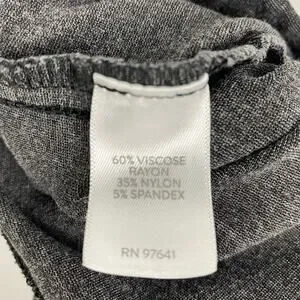 60% VISCOSE
RAYON
35% NYLON
5% SPANDEX
RN 97641